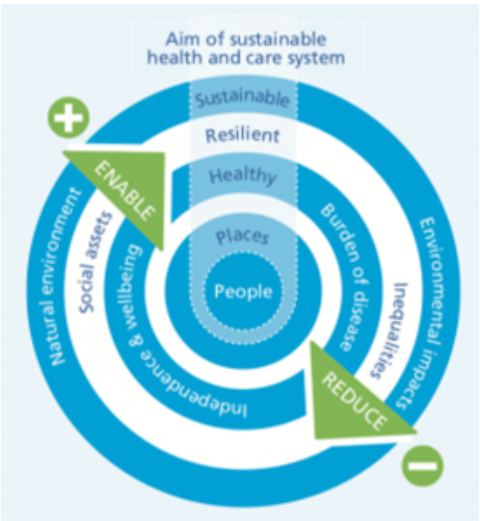 Aim of sustainable
health and care system
Sustainable
Resilient
Healthy
Places
People
+
ENABLE
Natural environment
Social assets
Independence & wellbeing
Burden of disease
Inequalities
Environmental impacts
REDUCE
−